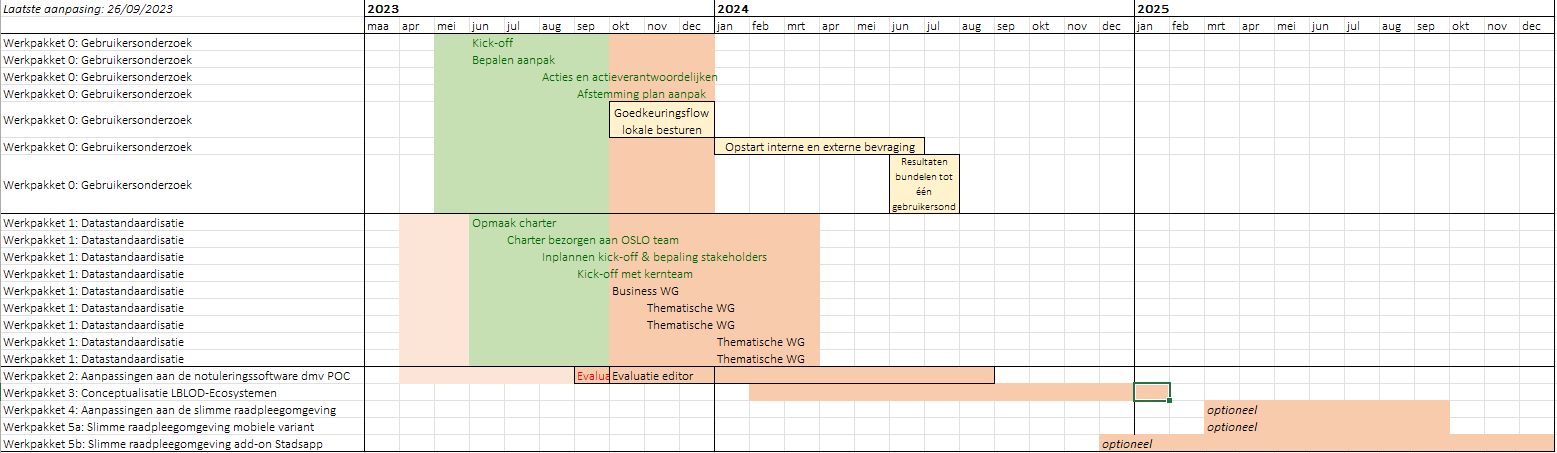 Laatste aanpasing: 26/09/2023 2023 2024 2025
maa apr mei jun jul aug sep okt nov dec jan feb mrt apr mei jun jul aug sep okt nov dec jan feb mrt apr mei jun jul aug sep okt nov dec
Werkpakket 0: Gebruikersonderzoek Kick-off
Werkpakket 0: Gebruikersonderzoek Bepalen aanpak
Werkpakket 0: Gebruikersonderzoek Acties en actieverantwoordelijken
Werkpakket 0: Gebruikersonderzoek Afstemming plan aanpak
Werkpakket 0: Gebruikersonderzoek Goedkeuringsflow
lokale besturen
Werkpakket 0: Gebruikersonderzoek Opstart interne en externe bevraging
Werkpakket 0: Gebruikersonderzoek Resultaten
bundelen tot
één
gebruikersond
Werkpakket 1: Datastandaardisatie Opmaak charter
Werkpakket 1: Datastandaardisatie Charter bezorgen aan OSLO team
Werkpakket 1: Datastandaardisatie Inplannen kick-off & bepaling stakeholders
Werkpakket 1: Datastandaardisatie Kick-off met kernteam
Werkpakket 1: Datastandaardisatie Business WG
Werkpakket 1: Datastandaardisatie Thematische WG
Werkpakket 1: Datastandaardisatie Thematische WG
Werkpakket 1: Datastandaardisatie Thematische WG
Werkpakket 1: Datastandaardisatie Thematische WG
Werkpakket 2: Aanpassingen aan de notuleringssoftware dmv POC Evalua Evaluatie editor
Werkpakket 3: Conceptualisatie LBLOD-Ecosystemen
Werkpakket 4: Aanpassingen aan de slimme raadpleegomgeving optioneel
Werkpakket 5a: Slimme raadpleegomgeving mobiele variant optioneel
Werkpakket 5b: Slimme raadpleegomgeving add-on Stadsapp optioneel